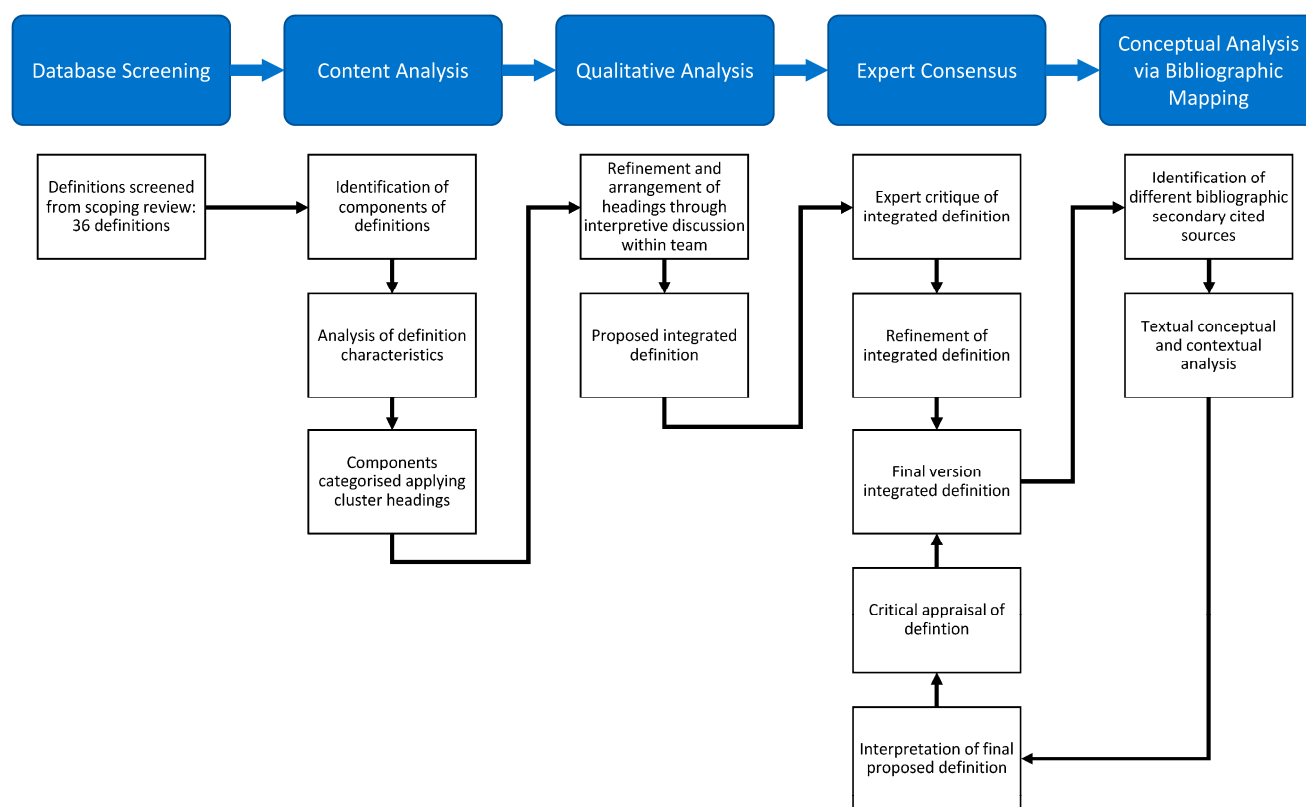 Database Screening
Content Analysis
Qualitative Analysis
Expert Consensus
Conceptual Analysis
via Bibliographic
Mapping
Definitions screened
from scoping review:
36 definitions
Identification of
components of
definitions
Analysis of definition
characteristics
Components
categorised applying
cluster headings
Refinement and
arrangement of
headings through
interpretive discussion
within team
Proposed integrated
definition
Expert critique of
integrated definition
Refinement of
integrated definition
Final version
integrated definition
Critical appraisal of
defintion
Interpretation of final
proposed definition
Identification of
different bibliographic
secondary cited
sources
Textual conceptual
and contextual
analysis